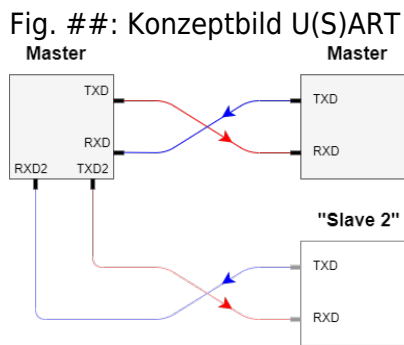 Fig. ##: Konzeptbild U(S)ART
Master
Master
TXD
TXD
RXD
RXD
RXD2
TXD2
"Slave 2"
TXD
RXD